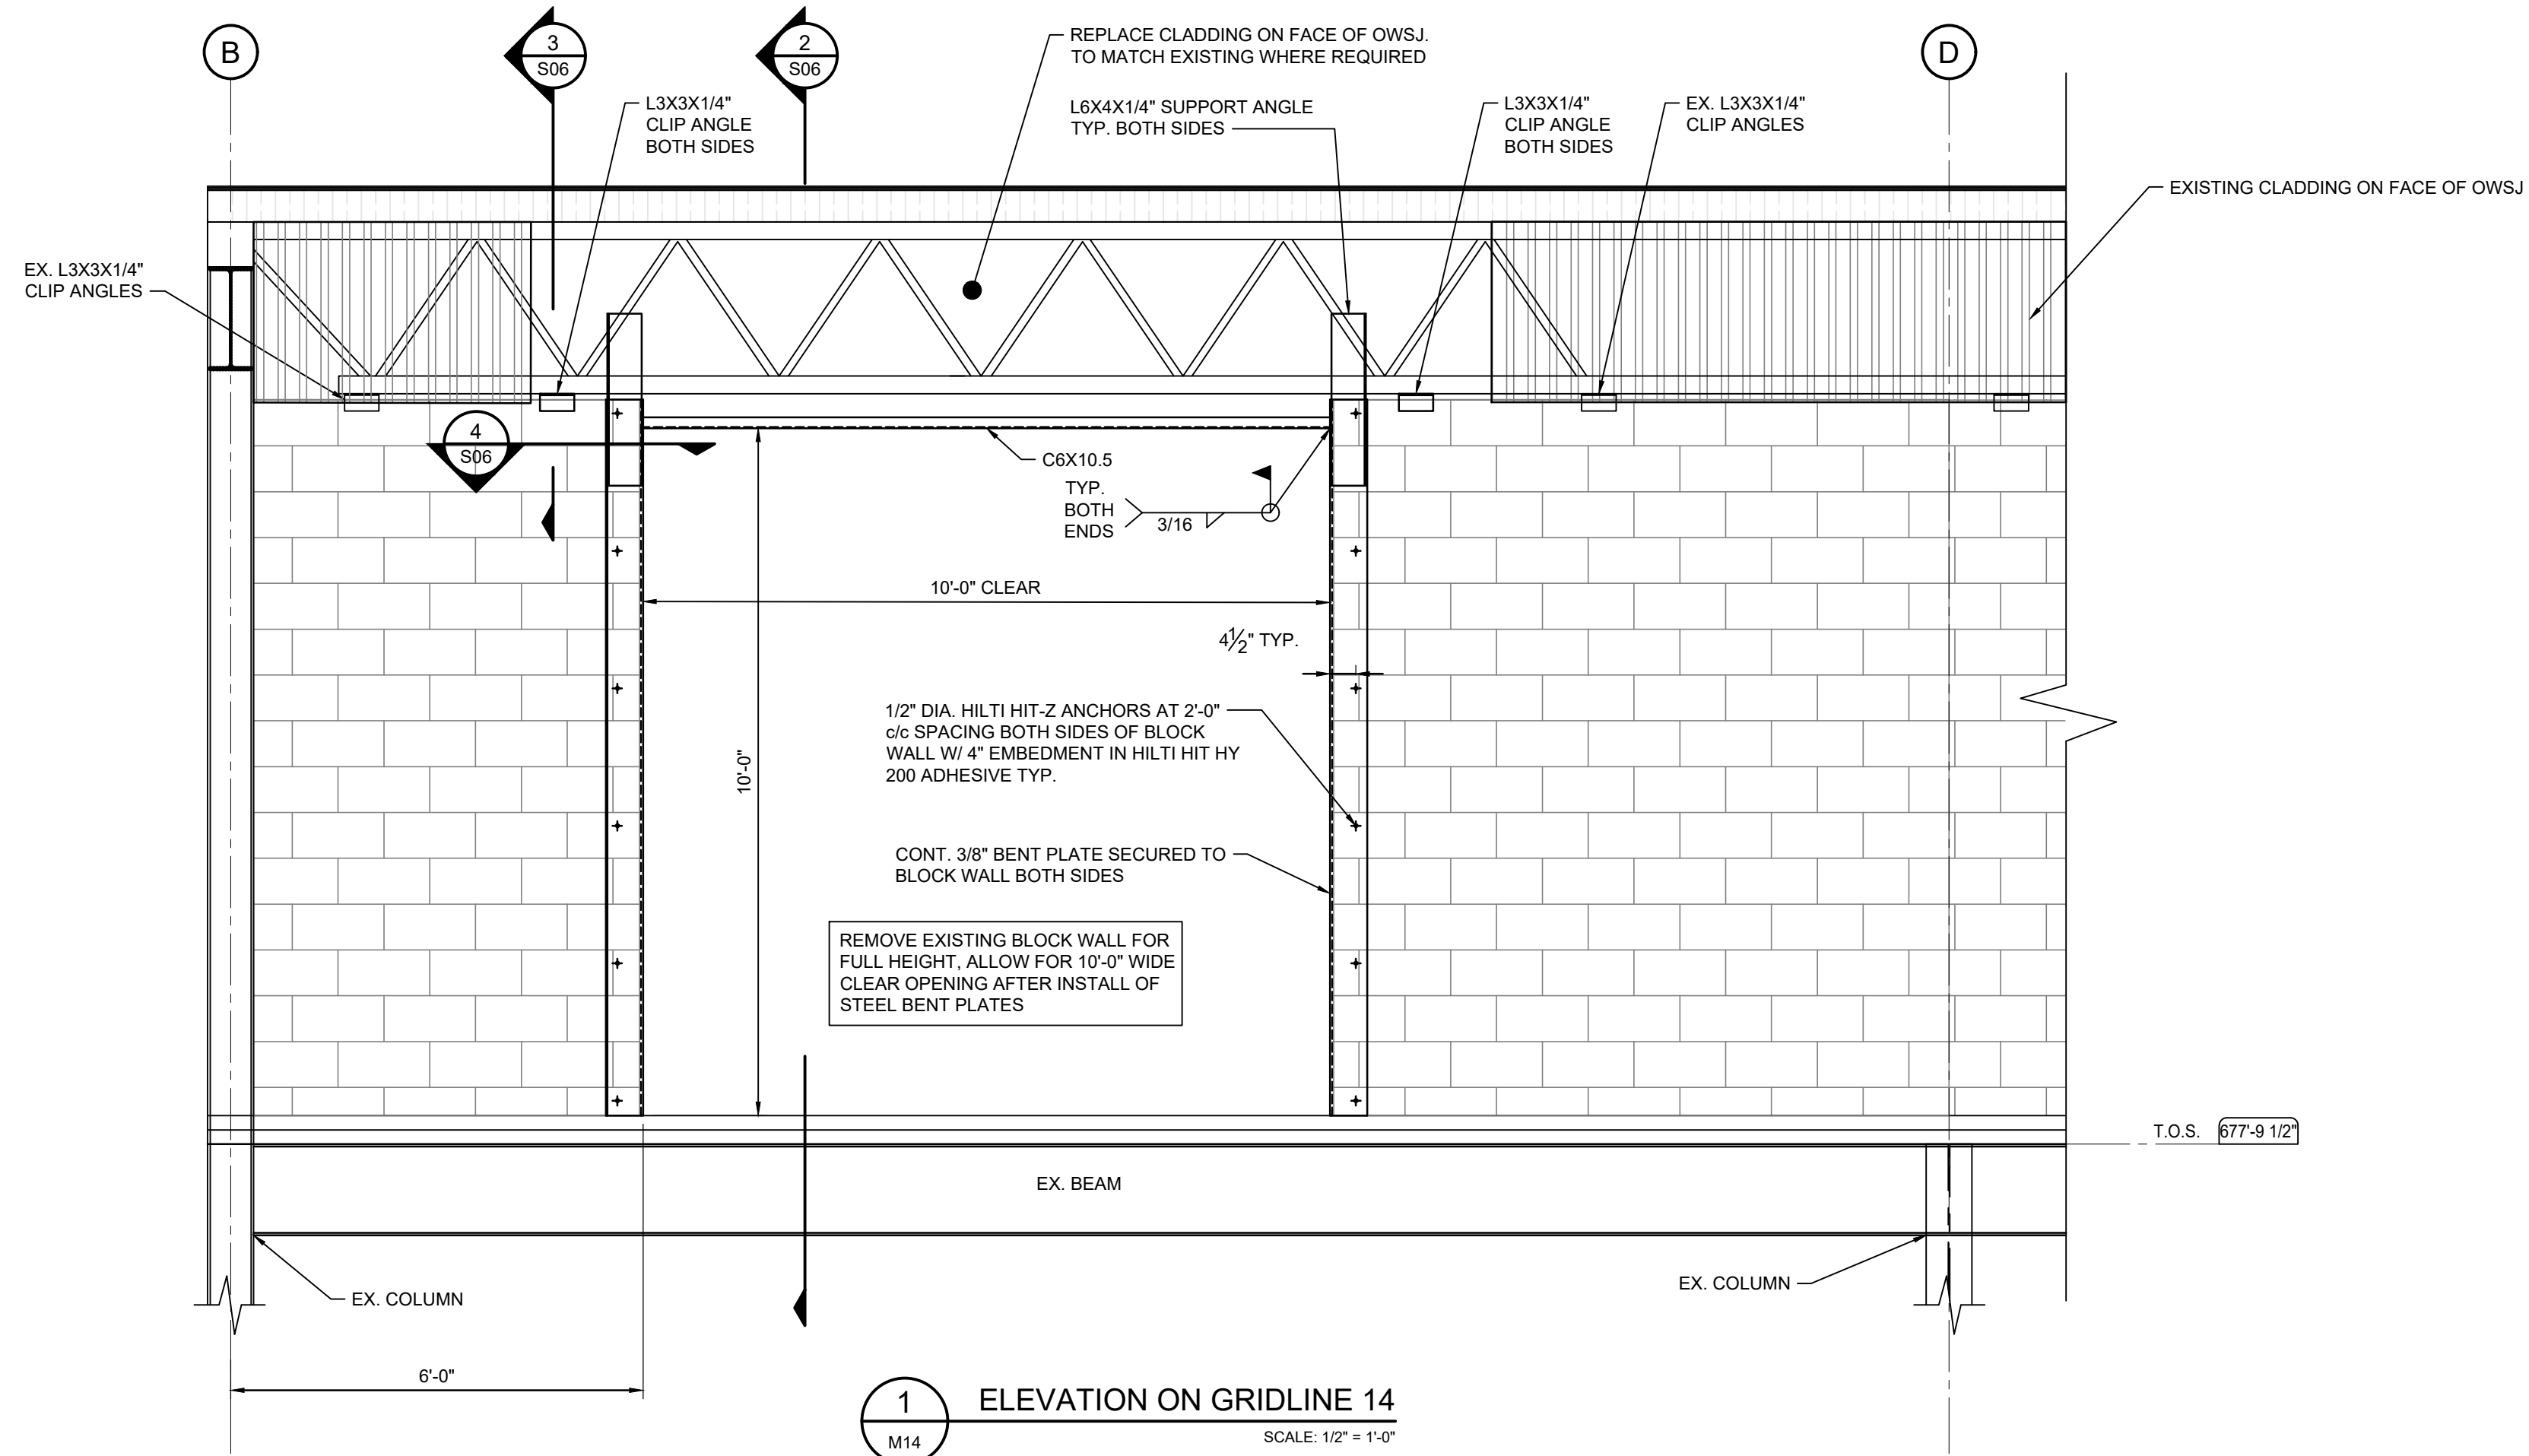 B
3
S06
2
S06
REPLACE CLADDING ON FACE OF OWSJ.
TO MATCH EXISTING WHERE REQUIRED
D
L3X3X1/4"
CLIP ANGLE
BOTH SIDES
L6X4X1/4" SUPPORT ANGLE
TYP. BOTH SIDES
L3X3X1/4"
CLIP ANGLE
BOTH SIDES
EX. L3X3X1/4"
CLIP ANGLES
EXISTING CLADDING ON FACE OF OWSJ
EX. L3X3X1/4"
CLIP ANGLES
4
S06
C6X10.5
TYP.
BOTH
ENDS
3/16
10'-0" CLEAR
4 1/2" TYP.
1/2" DIA. HILTI HIT-Z ANCHORS AT 2'-0"
c/c SPACING BOTH SIDES OF BLOCK
WALL W/ 4" EMBEDMENT IN HILTI HIT HY
200 ADHESIVE TYP.
10'-0"
CONT. 3/8" BENT PLATE SECURED TO
BLOCK WALL BOTH SIDES
REMOVE EXISTING BLOCK WALL FOR
FULL HEIGHT, ALLOW FOR 10'-0" WIDE
CLEAR OPENING AFTER INSTALL OF
STEEL BENT PLATES
T.O.S. 677'-9 1/2"
EX. BEAM
EX. COLUMN
EX. COLUMN
6'-0"
1
M14
ELEVATION ON GRIDLINE 14
SCALE: 1/2" = 1'-0"